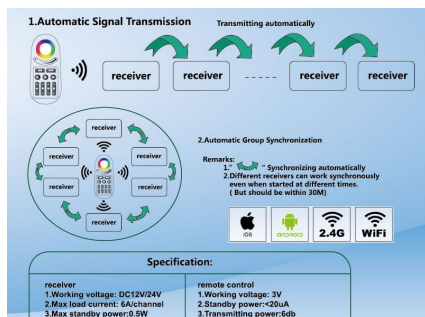 1.Automatic Signal Transmission
Transmitting automatically
receiver
receiver
receiver
receiver
receiver
receiver
receiver
receiver
receiver
receiver
receiver
2.Automatic Group Synchronization
Remarks:
1." " Synchronizing automatically
2.Different receivers can work synchronously
even when started at different times.
( But should be within 30M)
iOS
ANDROID
2.4G
WiFi
Specification:
receiver
1.Working voltage: DC12V/24V
2.Max load current: 6A/channel
3.Max standby power:0.5W
remote control
1.Working voltage: 3V
2.Standby power:<20uA
3.Transmitting power:6db